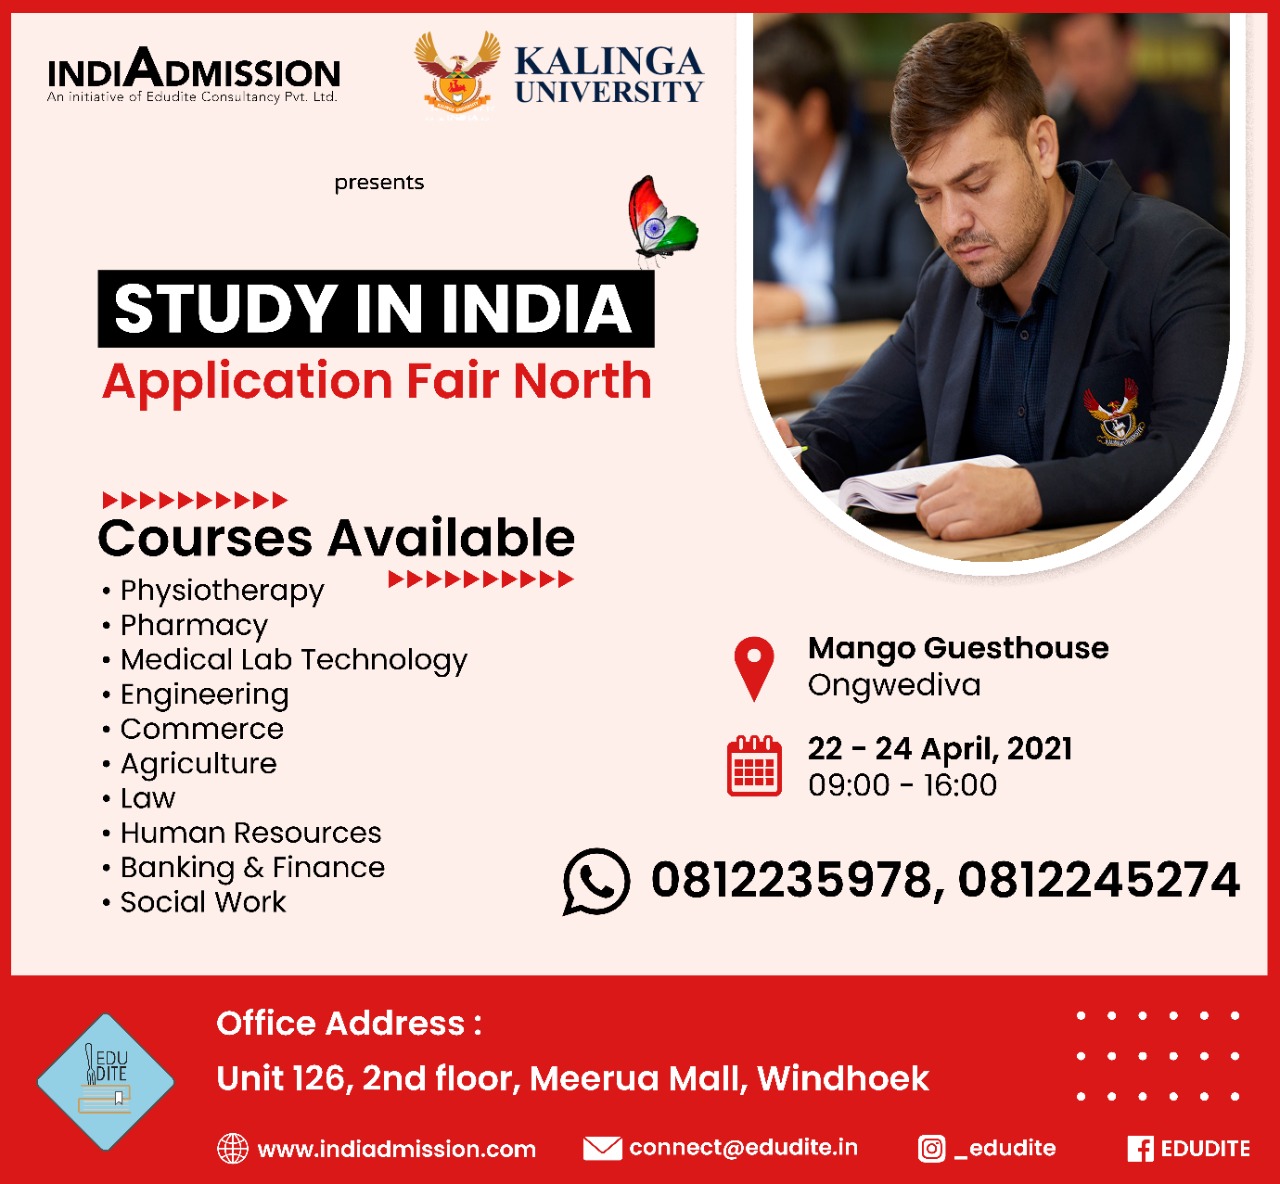 INDIADMISSION
An initiative of Edudite Consultancy Pvt. Ltd.
KALINGA
UNIVERSITY
presents
STUDY IN INDIA
Application Fair North
Courses Available
• Physiotherapy
• Pharmacy
• Medical Lab Technology
• Engineering
• Commerce
• Agriculture
• Law
• Human Resources
• Banking & Finance
• Social Work
Mango Guesthouse
Ongwediva
22 - 24 April, 2021
09:00 - 16:00
0812235978, 0812245274
EDU
DITE
Office Address :
Unit 126, 2nd floor, Meerua Mall, Windhoek
www.indiadmission.com
connect@edudite.in
_edudite
EDUDITE